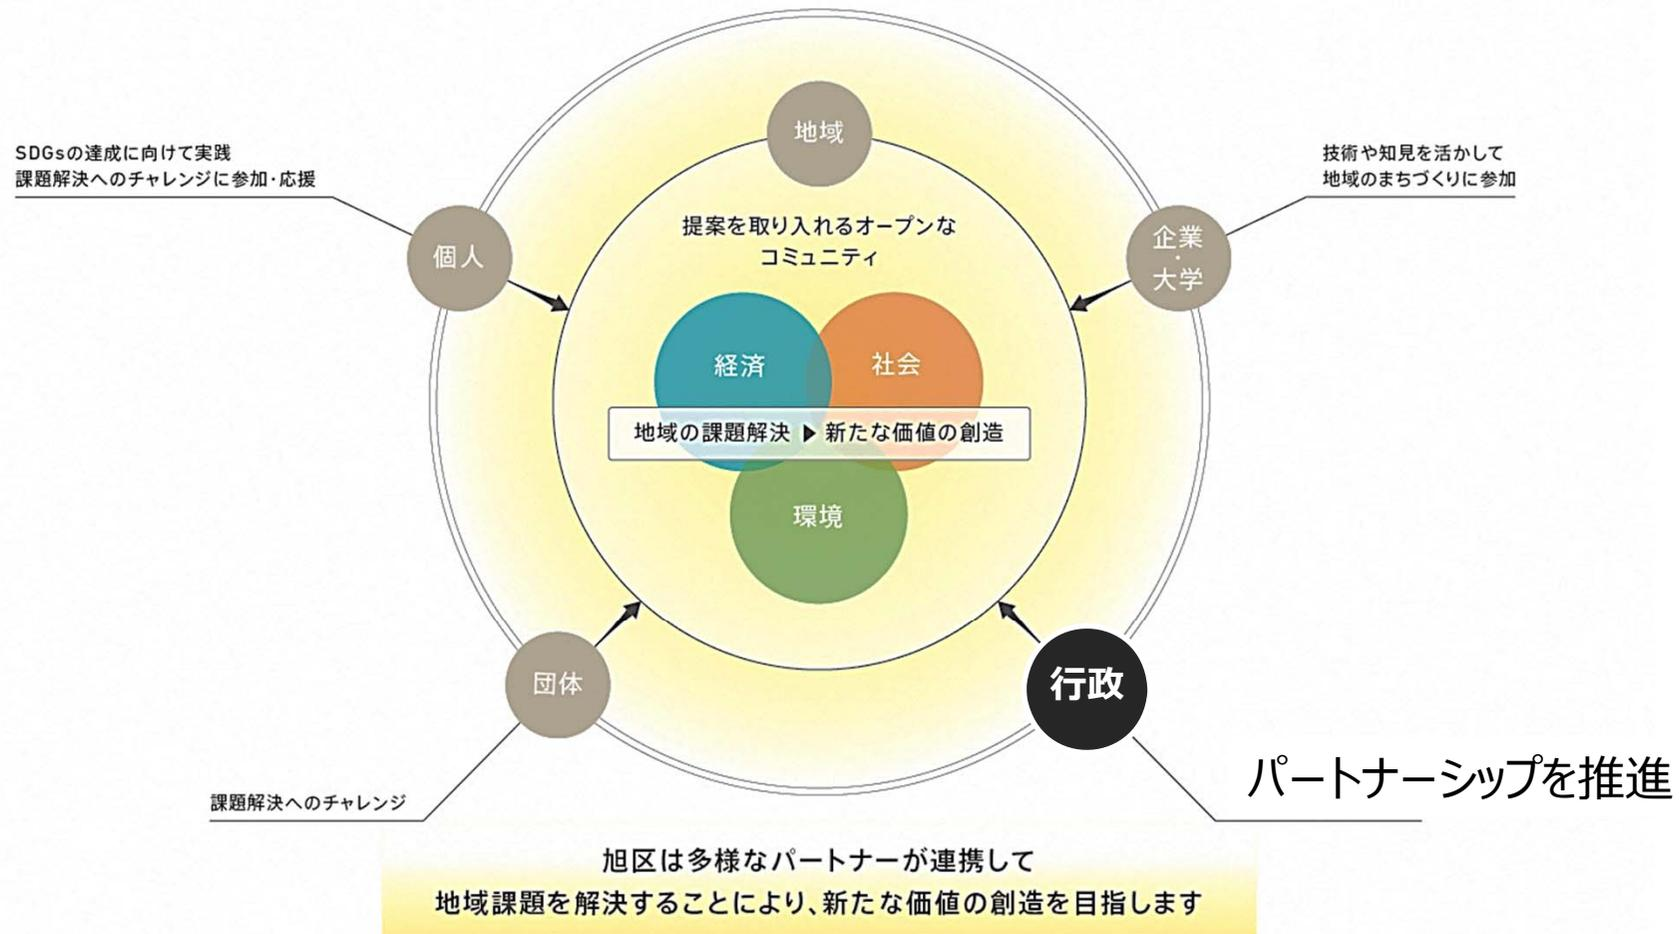 地域
SDGsの達成に向けて実践
課題解決へのチャレンジに参加・応援
技術や知見を活かして
地域のまちづくりに参加
個人
企業
・
大学
提案を取り入れるオープンな
コミュニティ
経済
社会
地域の課題解決 ▶ 新たな価値の創造
環境
団体
行政
課題解決へのチャレンジ
パートナーシップを推進
旭区は多様なパートナーが連携して
地域課題を解決することにより、新たな価値の創造を目指します